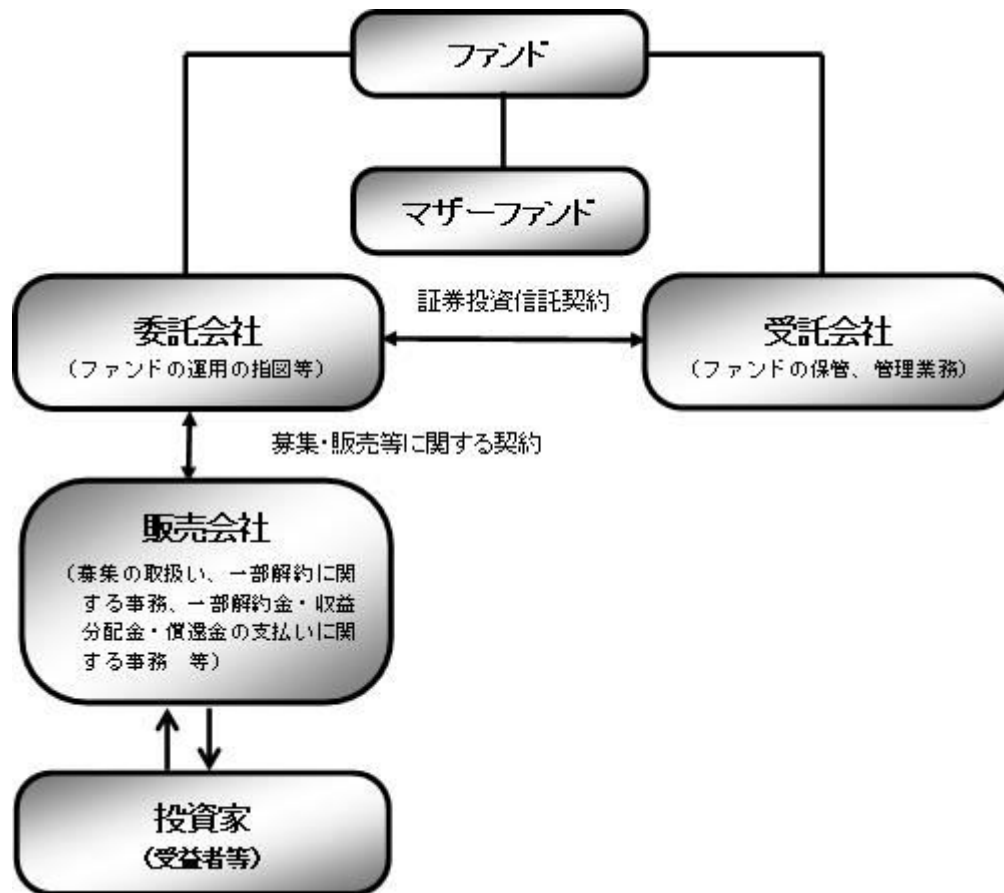 ファンド
マザーファンド
証券投資信託契約
委託会社
（ファンドの運用の指図等）
受託会社
（ファンドの保管、管理業務）
募集・販売等に関する契約
販売会社
（募集の取扱い、一部解約に関
する事務、一部解約金・収益
分配金・償還金の支払いに関
する事務　等）
投資家
（受益者等）